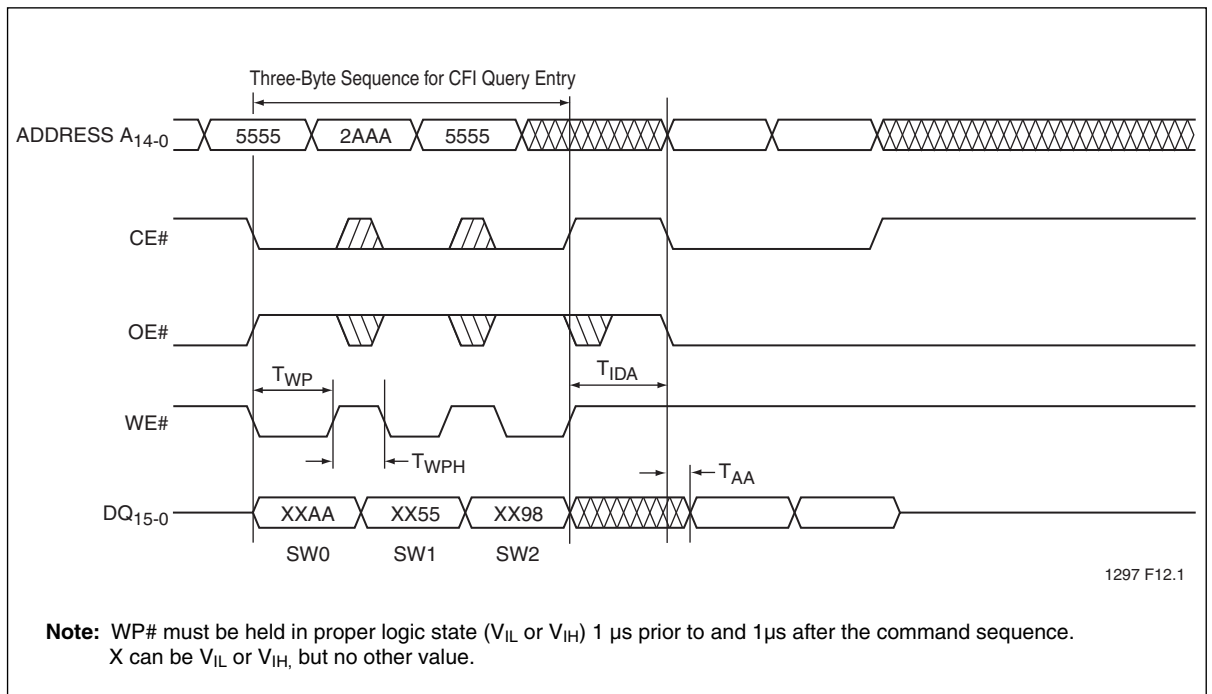 Three-Byte Sequence for CFI Query Entry
ADDRESS A14-0
5555 2AAA 5555
CE#
OE#
TWP
TIDA
WE#
TWPH
TAA
DQ15-0
XXAA XX55 XX98
SW0 SW1 SW2
1297 F12.1
Note: WP# must be held in proper logic state (VIL or VIH) 1 µs prior to and 1µs after the command sequence.
X can be VIL or VIH, but no other value.